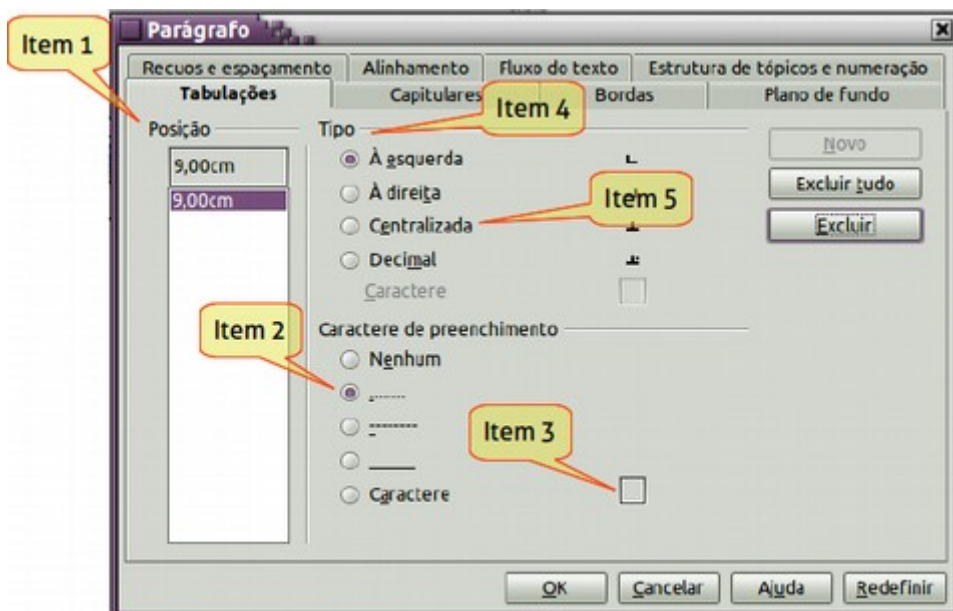 Item 1
Parágrafo
Recuos e espaçamento Alinhamento Fluxo do texto Estrutura de tópicos e numeração
Tabulações Capitulares Bordas Plano de fundo
Item 4
Posição Tipo
9,00cm
9,00cm
À esquerda
À direita
Centralizada
Decimal
Caractere
Item 5
Novo
Excluir tudo
Excluir
Item 2
Caractere de preenchimento
Nenhum
.......
--------
_____
Caractere
Item 3
OK Cancelar Ajuda Redefinir